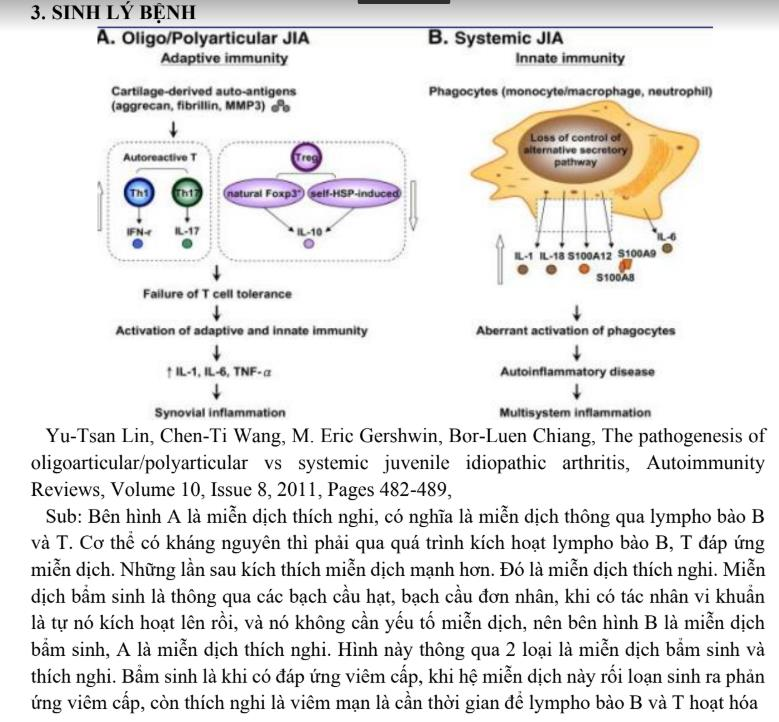 3. SINH LÝ BỆNH
A. Oligo/Polyarticular JIA
Adaptive immunity
Cartilage-derived auto-antigens
(aggrecan, fibrillin, MMP3)
Autoreactive T
Th1
Th17
IFN-r
IL-17
Treg
natural Foxp3+
self-HSP-induced
IL-10
Failure of T cell tolerance
Activation of adaptive and innate immunity
↑ IL-1, IL-6, TNF-α
Synovial inflammation
B. Systemic JIA
Innate immunity
Phagocytes (monocyte/macrophage, neutrophil)
Loss of control of
alternative secretory
pathway
IL-1 IL-18 S100A12 S100A9
IL-6
S100A8
Aberrant activation of phagocytes
Autoinflammatory disease
Multisystem inflammation
Yu-Tsan Lin, Chen-Ti Wang, M. Eric Gershwin, Bor-Luen Chiang, The pathogenesis of
oligoarticular/polyarticular vs systemic juvenile idiopathic arthritis, Autoimmunity
Reviews, Volume 10, Issue 8, 2011, Pages 482-489,
Sub: Bên hình A là miễn dịch thích nghi, có nghĩa là miễn dịch thông qua lympho bào B
và T. Cơ thể có kháng nguyên thì phải qua quá trình kích hoạt lympho bào B, T đáp ứng
miễn dịch. Những lần sau kích thích miễn dịch mạnh hơn. Đó là miễn dịch thích nghi. Miễn
dịch bẩm sinh là thông qua các bạch cầu hạt, bạch cầu đơn nhân, khi có tác nhân vi khuẩn
là tự nó kích hoạt lên rồi, và nó không cần yếu tố miễn dịch, nên bên hình B là miễn dịch
bẩm sinh, A là miễn dịch thích nghi. Hình này thông qua 2 loại là miễn dịch bẩm sinh và
thích nghi. Bẩm sinh là khi có đáp ứng viêm cấp, khi hệ miễn dịch này rối loạn sinh ra phản
ứng viêm cấp, còn thích nghi là viêm mạn là cần thời gian để lympho bào B và T hoạt hóa